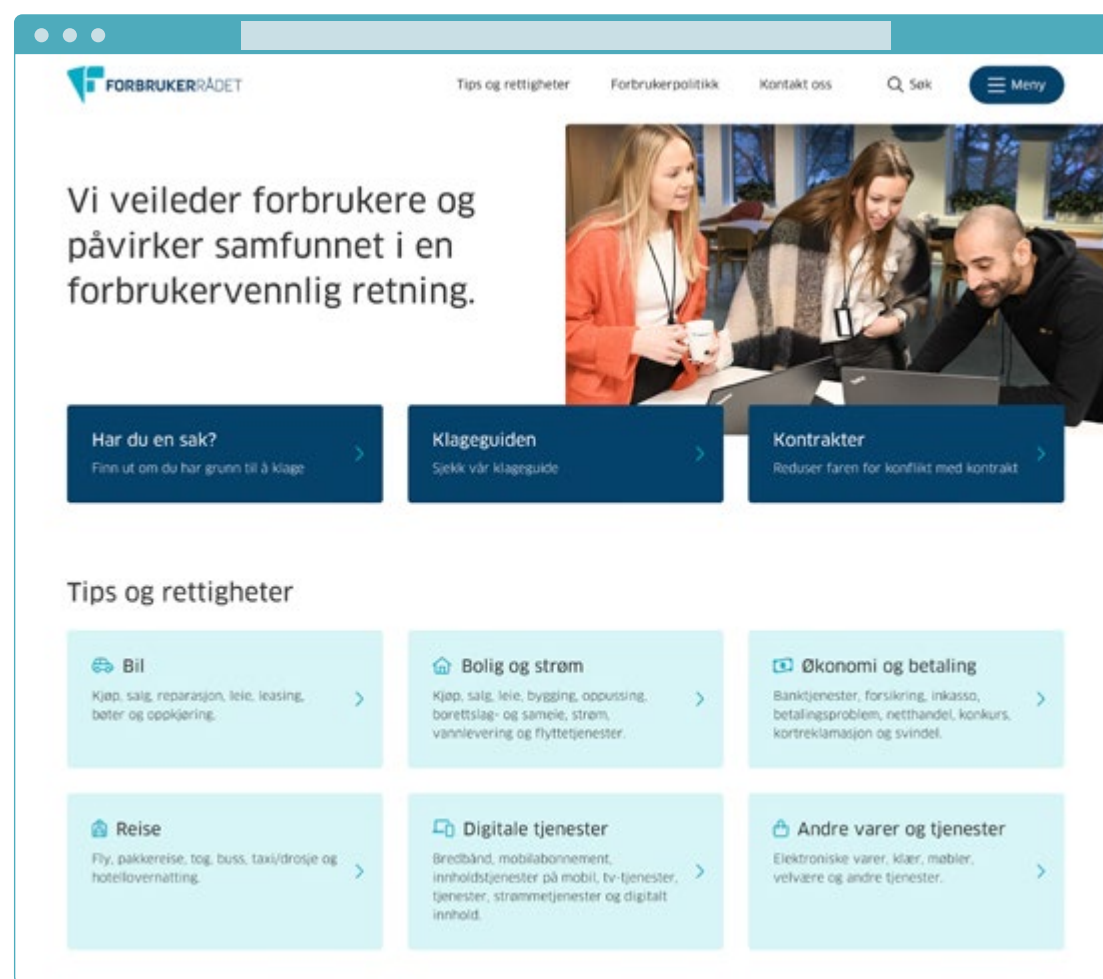 FORBRUKERRÅDET
Tips og rettigheter
Forbrukerpolitikk
Kontakt oss
Søk
Meny
Vi veileder forbrukere og
påvirker samfunnet i en
forbrukervennlig retning.
Har du en sak?
Finn ut om du har grunn til å klage
Klageguiden
Sjekk vår klageguide
Kontrakter
Reduser faren for konflikt med kontrakt
Tips og rettigheter
Bil
Kjøp, salg, reparasjon, leie, leasing,
bøter og oppkjøring.
Bolig og strøm
Kjøp, salg, leie, bygging, oppussing,
borettslag- og sameie, strøm,
vannlevering og flyttetjenester.
Økonomi og betaling
Banktjenester, forsikring, inkasso,
betalingsproblem, netthandel, konkurs,
kortreklamasjon og svindel.
Reise
Fly, pakkereise, tog, buss, taxi/drosje og
hotellovernatting.
Digitale tjenester
Bredbånd, mobilabonnement,
innholdstjenester på mobil, tv-tjenester,
tjenester, strømmetjenester og digitalt
innhold.
Andre varer og tjenester
Elektroniske varer, klær, møbler,
velvære og andre tjenester.